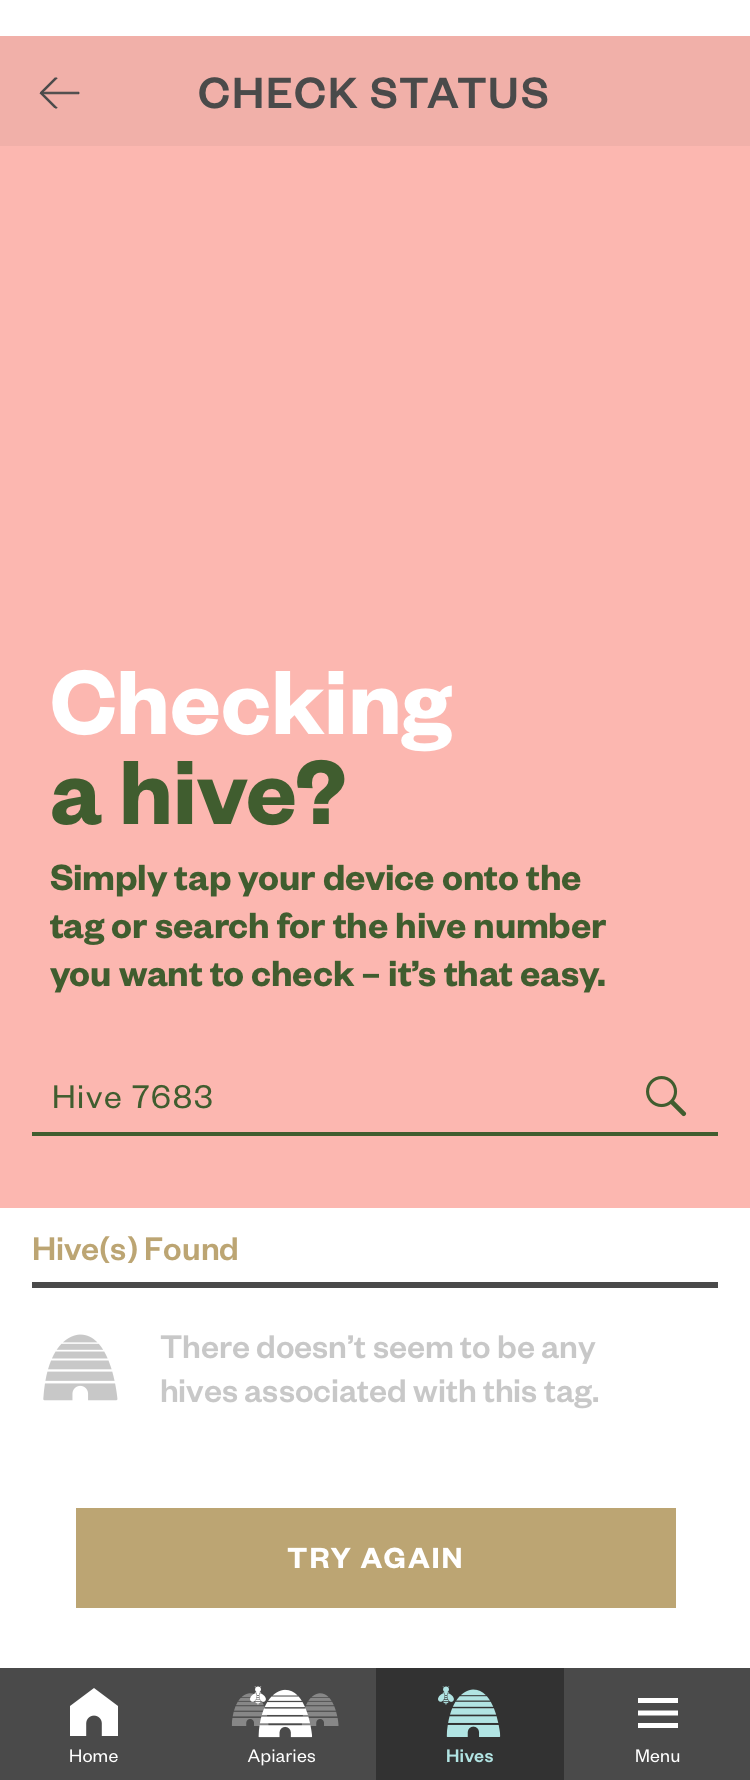 CHECK STATUS
Checking
a hive?
Simply tap your device onto the
tag or search for the hive number
you want to check – it’s that easy.
Hive 7683
Hive(s) Found
There doesn’t seem to be any
hives associated with this tag.
TRY AGAIN
Home
Apiaries
Hives
Menu